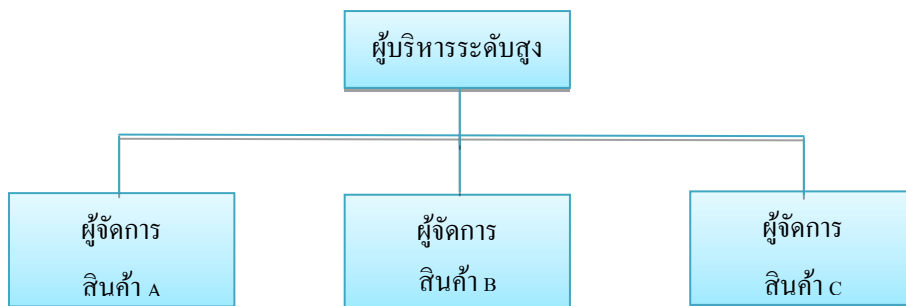 ผู้บริหารระดับสูง
ผู้จัดการ
สินค้า A
ผู้จัดการ
สินค้า B
ผู้จัดการ
สินค้า C